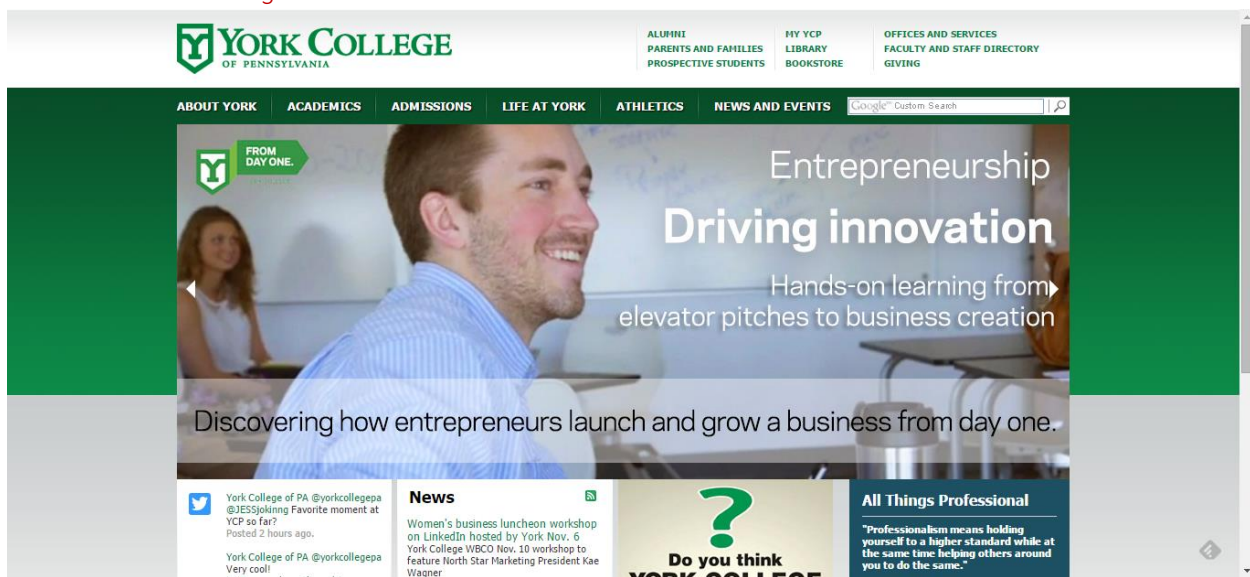 YORK COLLEGE
OF PENNSYLVANIA
ALUMNI
PARENTS AND FAMILIES
PROSPECTIVE STUDENTS
MY YCP
LIBRARY
BOOKSTORE
OFFICES AND SERVICES
FACULTY AND STAFF DIRECTORY
GIVING
ABOUT YORK
ACADEMICS
ADMISSIONS
LIFE AT YORK
ATHLETICS
NEWS AND EVENTS
Google™ Custom Search
FROM
DAY ONE.
Entrepreneurship
Driving innovation
Hands-on learning from
elevator pitches to business creation
Discovering how entrepreneurs launch and grow a business from day one.
York College of PA @yorkcollegepa
@JESSjokinng Favorite moment at
YCP so far?
Posted 2 hours ago.
York College of PA @yorkcollegepa
Very cool!
News
Women's business luncheon workshop
on LinkedIn hosted by York Nov. 6
York College WBCO Nov. 10 workshop to
feature North Star Marketing President Kae
Wagner
?
Do you think
YORK COLLEGE
All Things Professional
"Professionalism means holding
yourself to a higher standard while at
the same time helping others around
you to do the same."